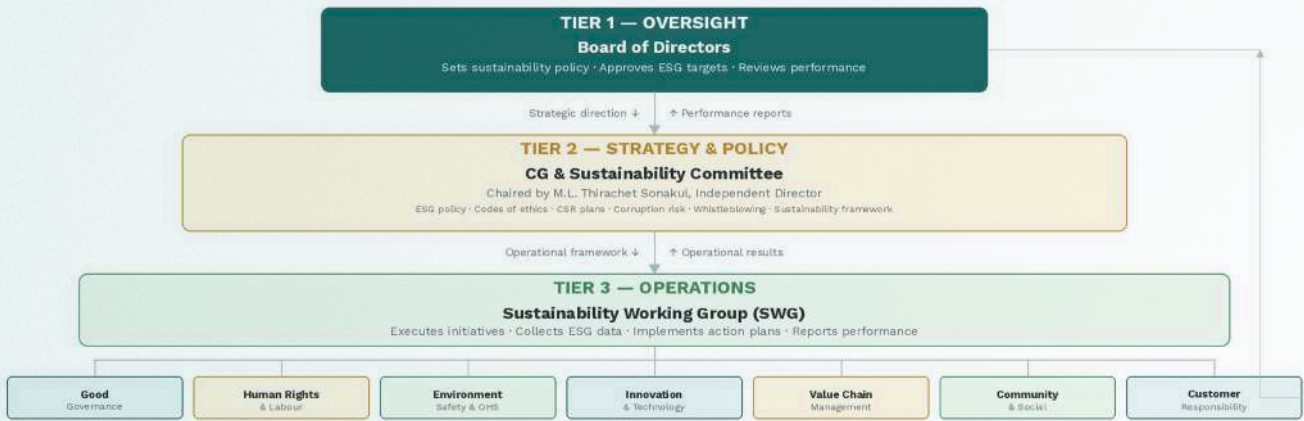 TIER 1 — OVERSIGHT
Board of Directors
Sets sustainability policy · Approves ESG targets · Reviews performance
Strategic direction ↓
↑ Performance reports
TIER 2 — STRATEGY & POLICY
CG & Sustainability Committee
Chaired by M.L. Thirachet Sonakul, Independent Director
ESG policy · Codes of ethics · CSR plans · Corruption risk · Whistleblowing · Sustainability framework
Operational framework ↓
↑ Operational results
TIER 3 — OPERATIONS
Sustainability Working Group (SWG)
Executes initiatives · Collects ESG data · Implements action plans · Reports performance
Good
Governance
Human Rights
& Labour
Environment
Safety & OHS
Innovation
& Technology
Value Chain
Management
Community
& Social
Customer
Responsibility